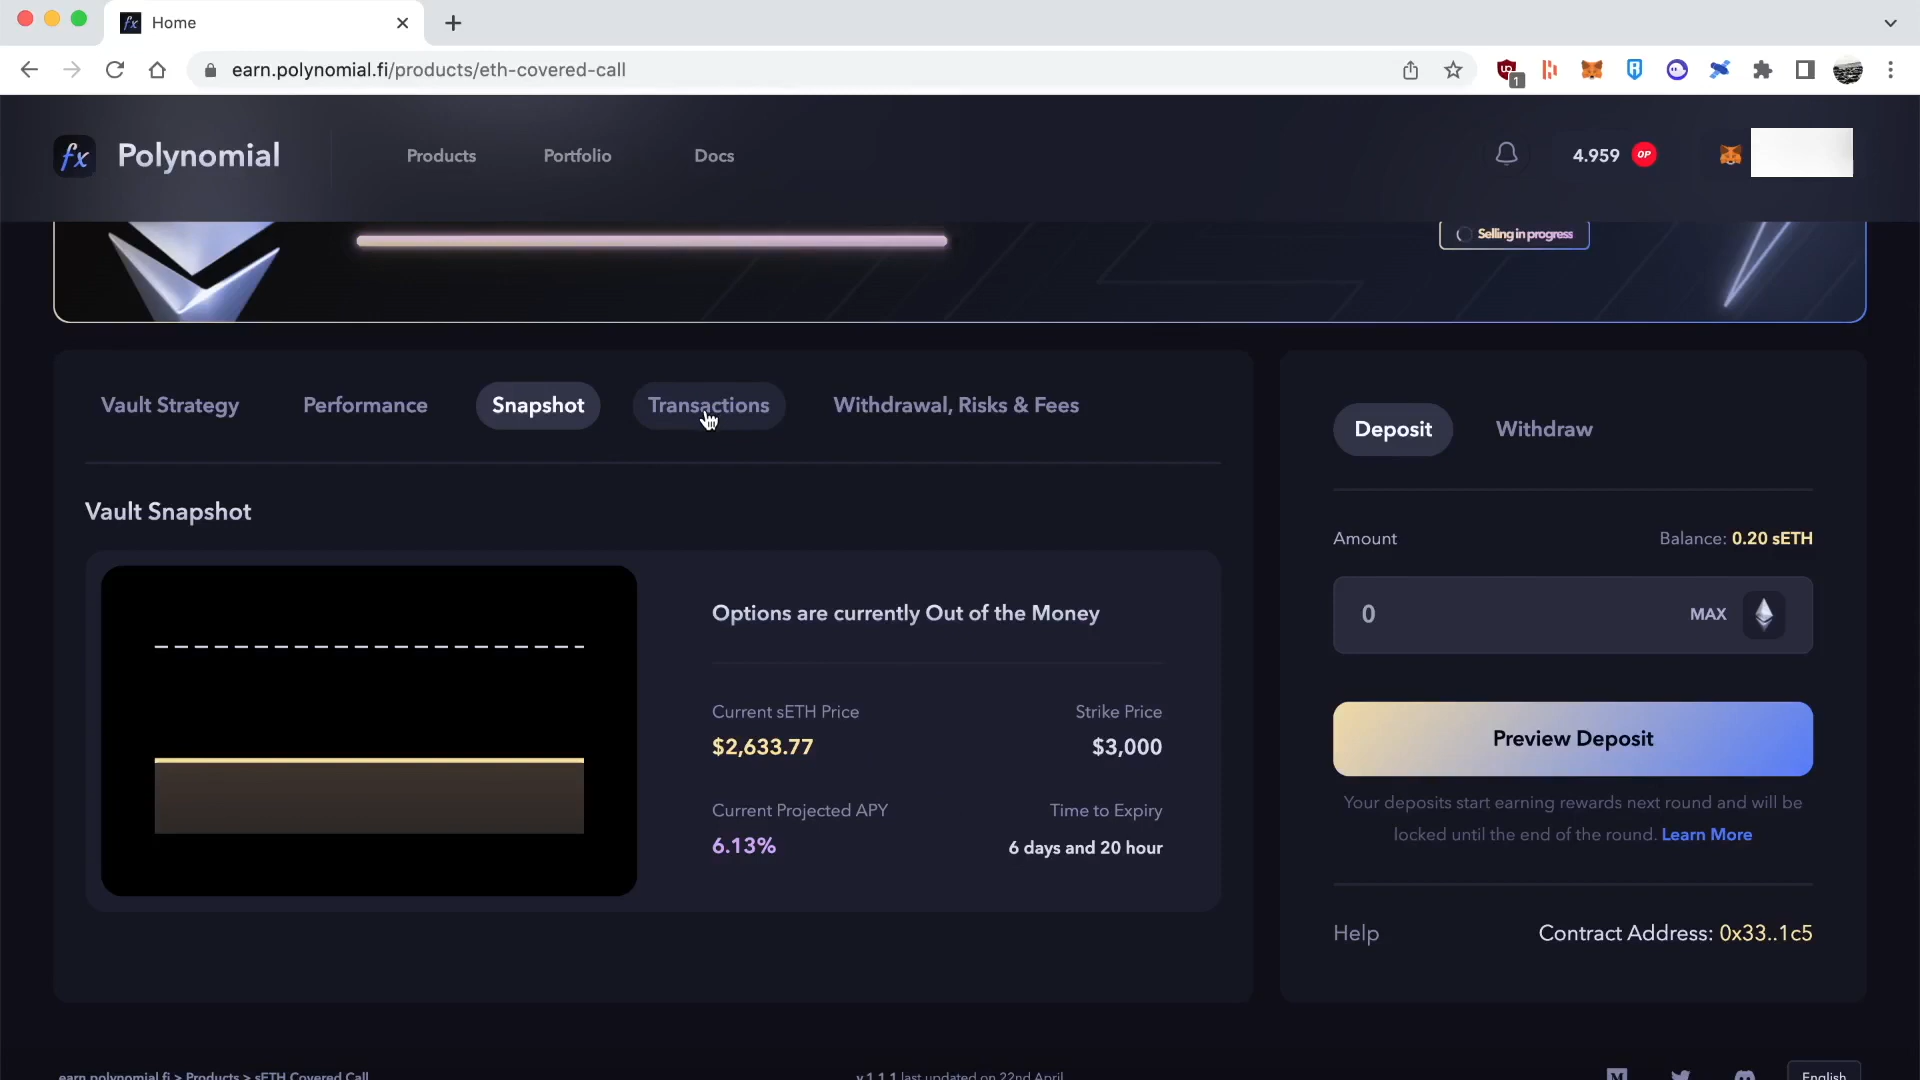 Home
earn.polynomial.fi/products/eth-covered-call
1
fx Polynomial
Products
Portfolio
Docs
4.959 OP
Selling in progress
Vault Strategy
Performance
Snapshot
Transactions
Withdrawal, Risks & Fees
Vault Snapshot
Options are currently Out of the Money
Current sETH Price
$2,633.77
Strike Price
$3,000
Current Projected APY
6.13%
Time to Expiry
6 days and 20 hour
Deposit
Withdraw
Amount
Balance: 0.20 sETH
0
MAX
Preview Deposit
Your deposits start earning rewards next round and will be
locked until the end of the round. Learn More
Help
Contract Address: 0x33..1c5
earn.polynomial.fi > Products > sETH Covered Call
v.1.1.1 last updated on 22nd April
English